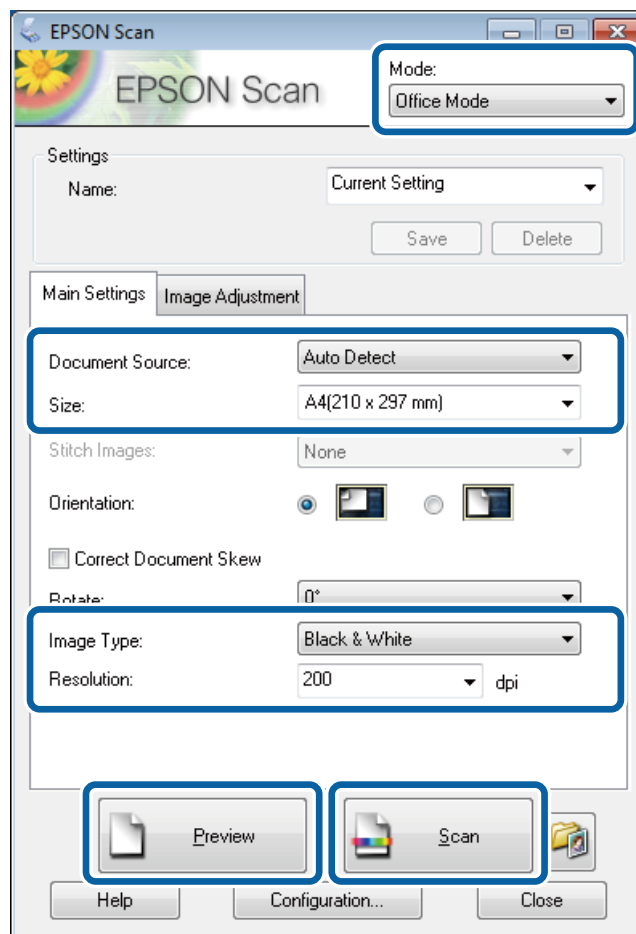 EPSON Scan
EPSON Scan
Mode:
Office Mode
Settings
Name:
Current Setting
Save
Delete
Main Settings
Image Adjustment
Document Source:
Auto Detect
Size:
A4(210 x 297 mm)
Stitch Images:
None
Orientation:
Correct Document Skew
Rotate:
0°
Image Type:
Black & White
Resolution:
200
dpi
Preview
Scan
Help
Configuration...
Close